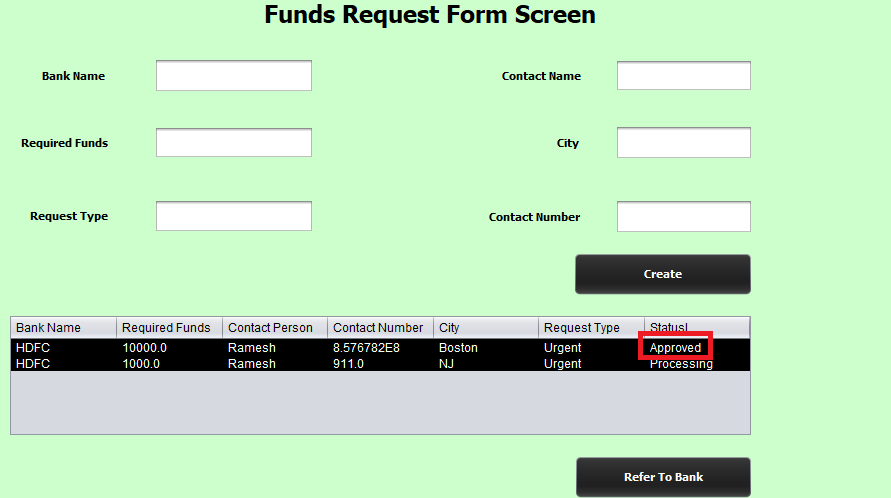 Funds Request Form Screen
Bank Name Contact Name
Required Funds City
Request Type Contact Number
Create
Bank Name Required Funds Contact Person Contact Number City Request Type Statusl
HDFC 10000.0 Ramesh 8.576782E8 Boston Urgent Approved
HDFC 1000.0 Ramesh 911.0 NJ Urgent Processing
Refer To Bank